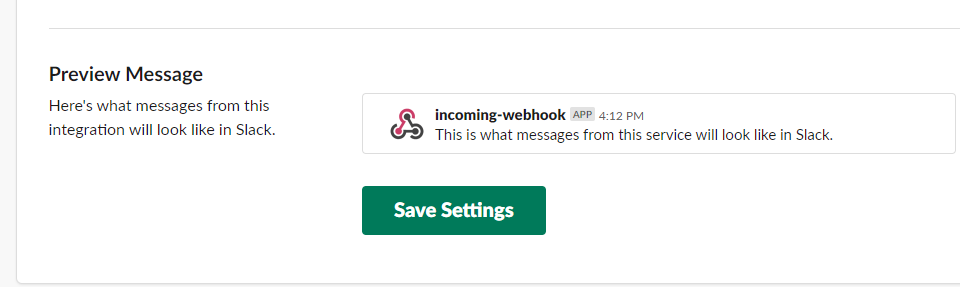 Preview Message
Here's what messages from this
integration will look like in Slack.
incoming-webhook APP 4:12 PM
This is what messages from this service will look like in Slack.
Save Settings